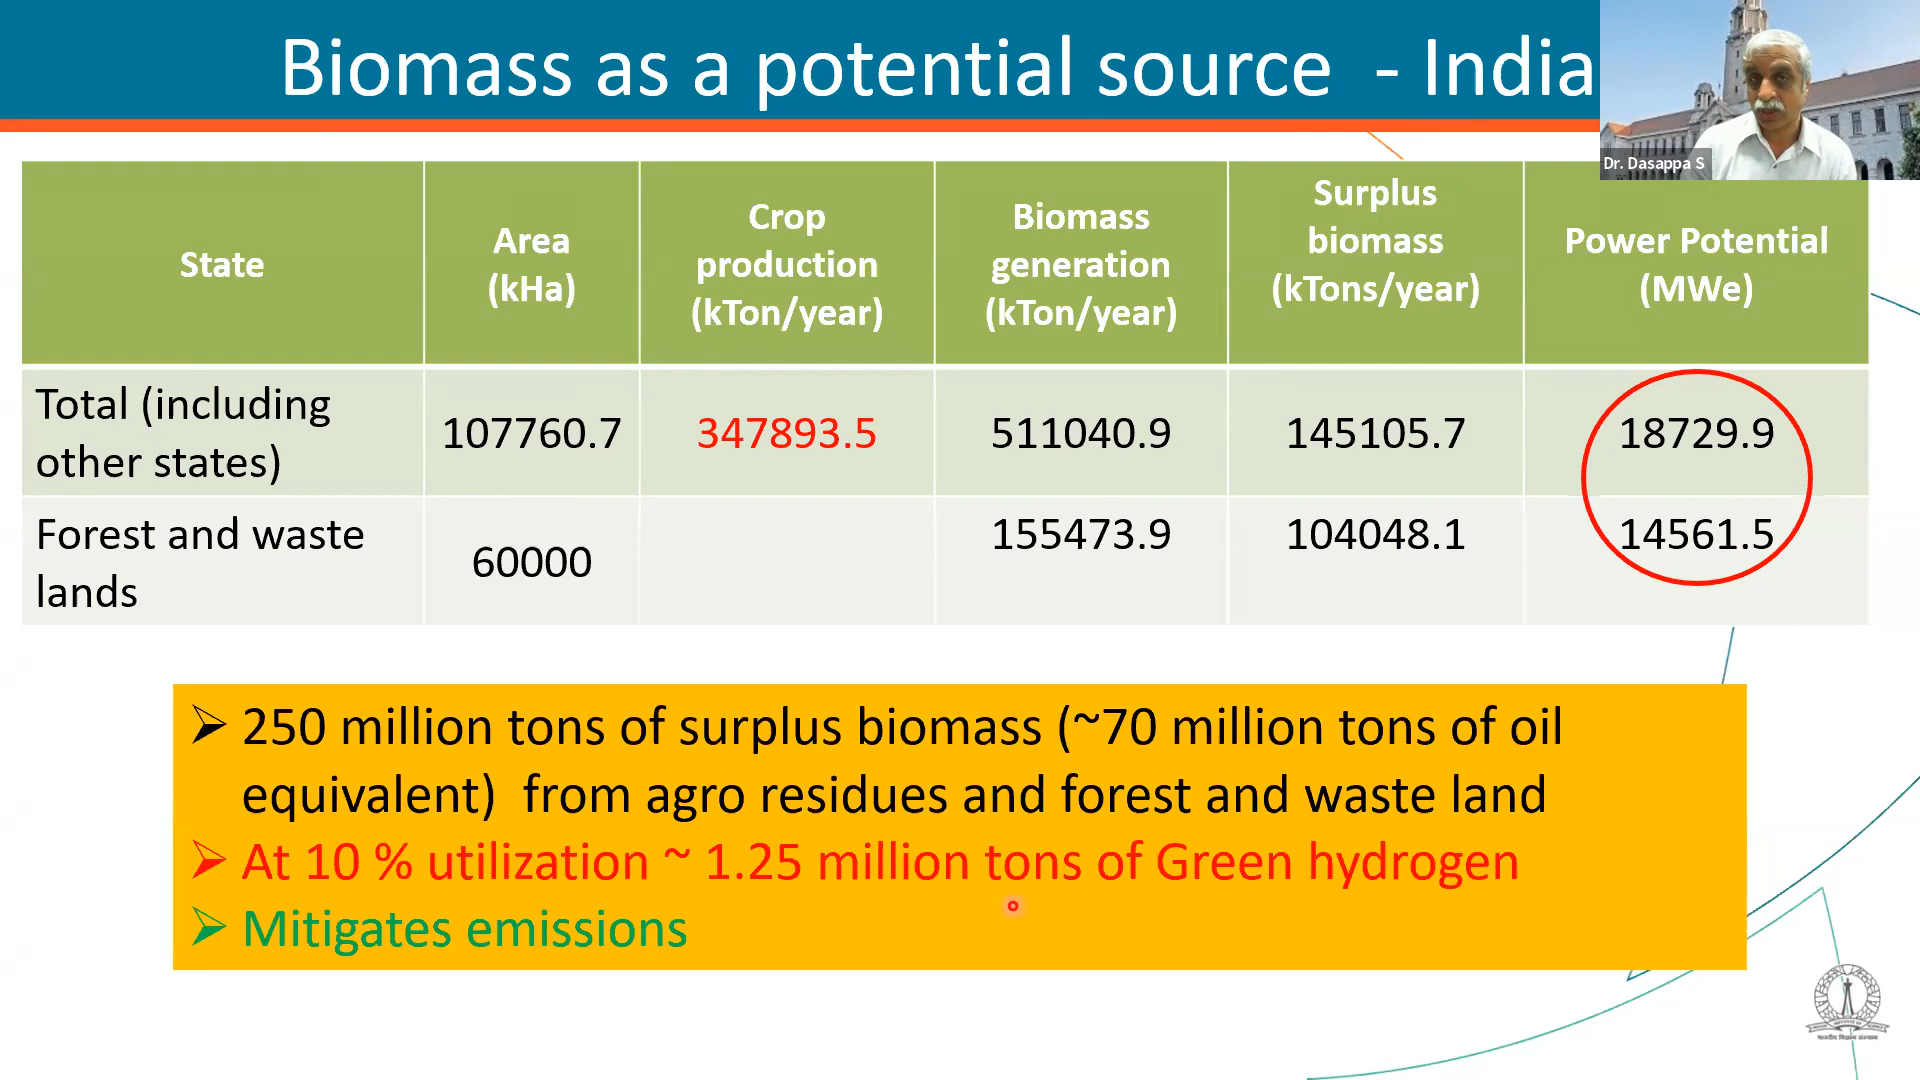 Biomass as a potential source - India
Dr. Dasappa S
State
Area
(kHa)
Crop
production
(kTon/year)
Biomass
generation
(kTon/year)
Surplus
biomass
(kTons/year)
Power Potential
(MWe)
Total (including
other states)
107760.7
347893.5
511040.9
145105.7
18729.9
Forest and waste
lands
60000
155473.9
104048.1
14561.5
250 million tons of surplus biomass (~70 million tons of oil
equivalent) from agro residues and forest and waste land
At 10 % utilization ~ 1.25 million tons of Green hydrogen
Mitigates emissions